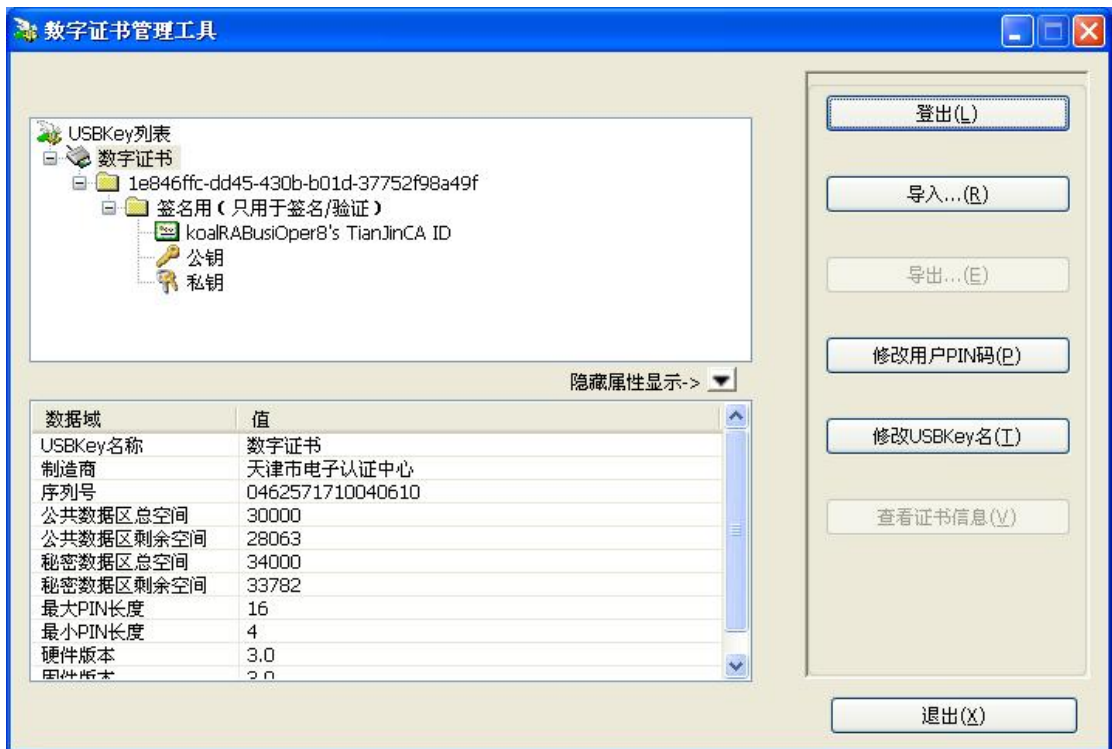 数字证书管理工具
USBKey列表
数字证书
1e846ffc-dd45-430b-b01d-37752f98a49f
签名用（只用于签名/验证）
koalRABusiOper8's TianJinCA ID
公钥
私钥
隐藏属性显示->
数据域 值
USBKey名称 数字证书
制造商 天津市电子认证中心
序列号 0462571710040610
公共数据区总空间 30000
公共数据区剩余空间 28063
秘密数据区总空间 34000
秘密数据区剩余空间 33782
最大PIN长度 16
最小PIN长度 4
硬件版本 3.0
固件版本 3.0
登出(L)
导入...(R)
导出...(E)
修改用户PIN码(P)
修改USBKey名(T)
查看证书信息(V)
退出(X)